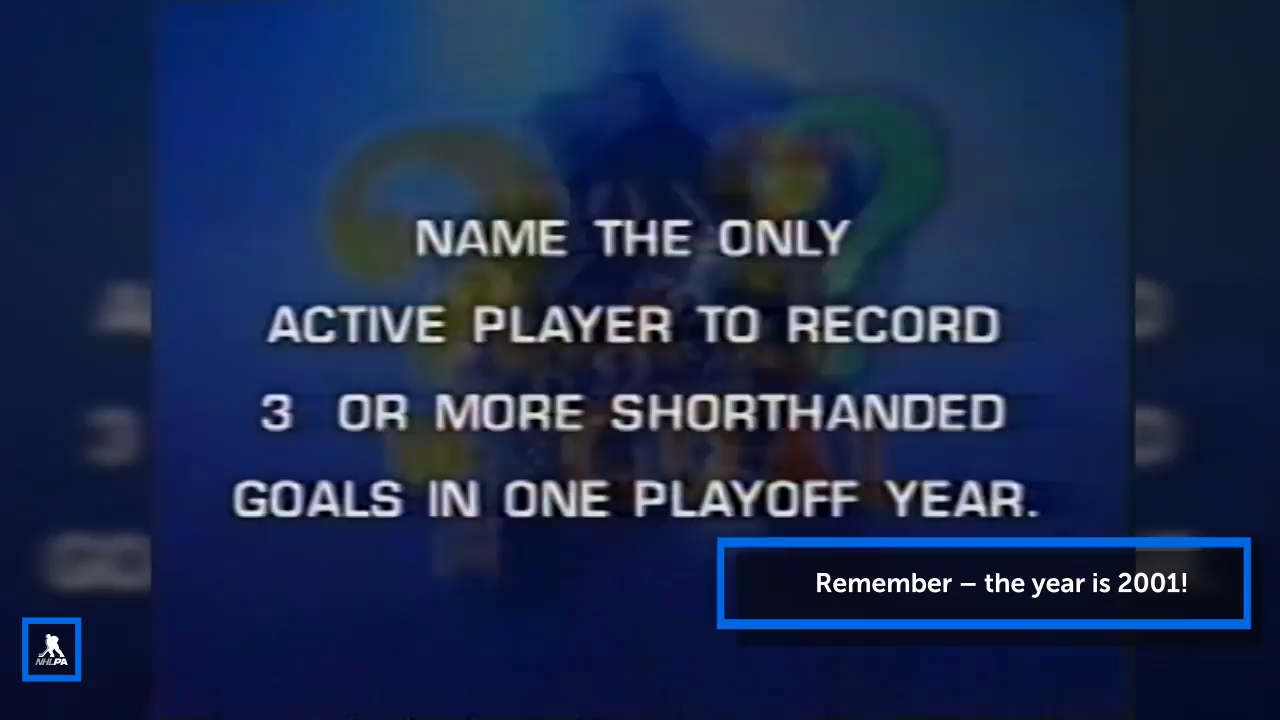 NAME THE ONLY
ACTIVE PLAYER TO RECORD
3 OR MORE SHORTHANDED
GOALS IN ONE PLAYOFF YEAR.
Remember – the year is 2001!
NHLPA